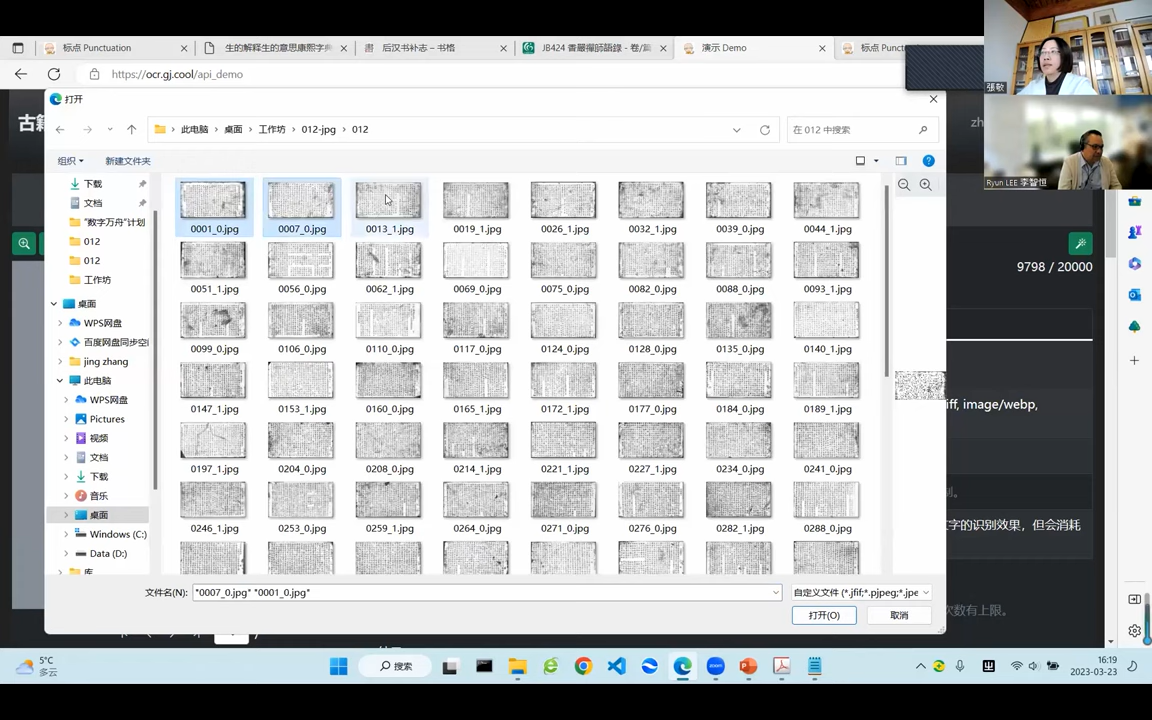 标点 Punctuation
生的解释生的意思康熙字典
后汉书补志 – 书格
JB424 香嚴禪師語錄 - 卷/篇
演示 Demo
标点 Punctu
https://ocr.gj.cool/api_demo
张敬
Ryun LEE 李智恒
打开
古籍
zh
此电脑 › 桌面 › 工作坊 › 012-jpg › 012
在 012 中搜索
组织
新建文件夹
下载
文档
"数字万舟"计划
012
012
工作坊
桌面
WPS网盘
百度网盘同步空间
jing zhang
此电脑
WPS网盘
Pictures
视频
文档
下载
音乐
桌面
Windows (C:)
Data (D:)
库
0001_0.jpg 0007_0.jpg 0013_1.jpg 0019_1.jpg 0026_1.jpg 0032_1.jpg 0039_0.jpg 0044_1.jpg
0051_1.jpg 0056_0.jpg 0062_1.jpg 0069_0.jpg 0075_0.jpg 0082_0.jpg 0088_0.jpg 0093_1.jpg
0099_0.jpg 0106_0.jpg 0110_0.jpg 0117_0.jpg 0124_0.jpg 0128_0.jpg 0135_0.jpg 0140_1.jpg
0147_1.jpg 0153_1.jpg 0160_0.jpg 0165_1.jpg 0172_1.jpg 0177_0.jpg 0184_0.jpg 0189_1.jpg
0197_1.jpg 0204_0.jpg 0208_0.jpg 0214_1.jpg 0221_1.jpg 0227_1.jpg 0234_0.jpg 0241_0.jpg
0246_1.jpg 0253_0.jpg 0259_1.jpg 0264_0.jpg 0271_0.jpg 0276_0.jpg 0282_1.jpg 0288_0.jpg
9798 / 20000
iff, image/webp,
文字的识别效果，但会消耗
次数有上限。
文件名(N):
"0007_0.jpg" "0001_0.jpg"
自定义文件 (*.jfif;*.pjpeg;*.jpe
打开(O)
取消
5°C
多云
搜索
16:19
2023-03-23